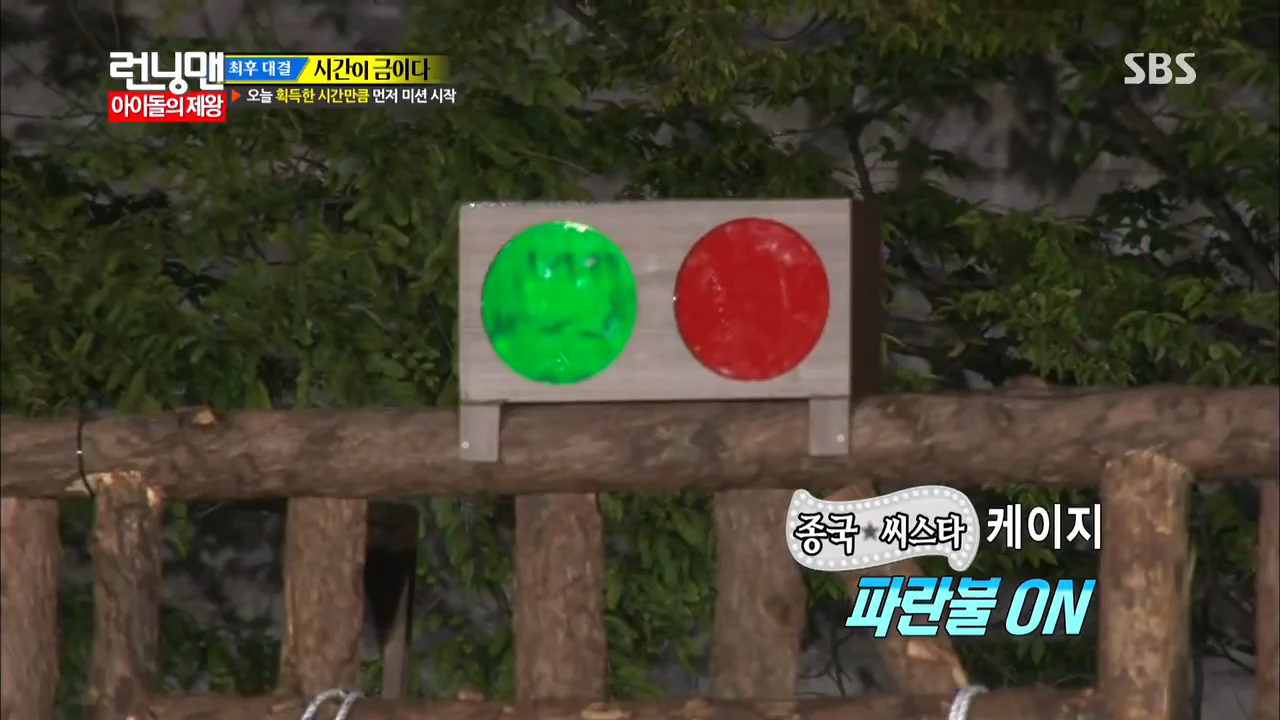 런닝맨 최후 대결 시간이 금이다
아이돌의 제왕 오늘 획득한 시간만큼 먼저 미션 시작
SBS
종국★씨스타 케이지
파란불 ON